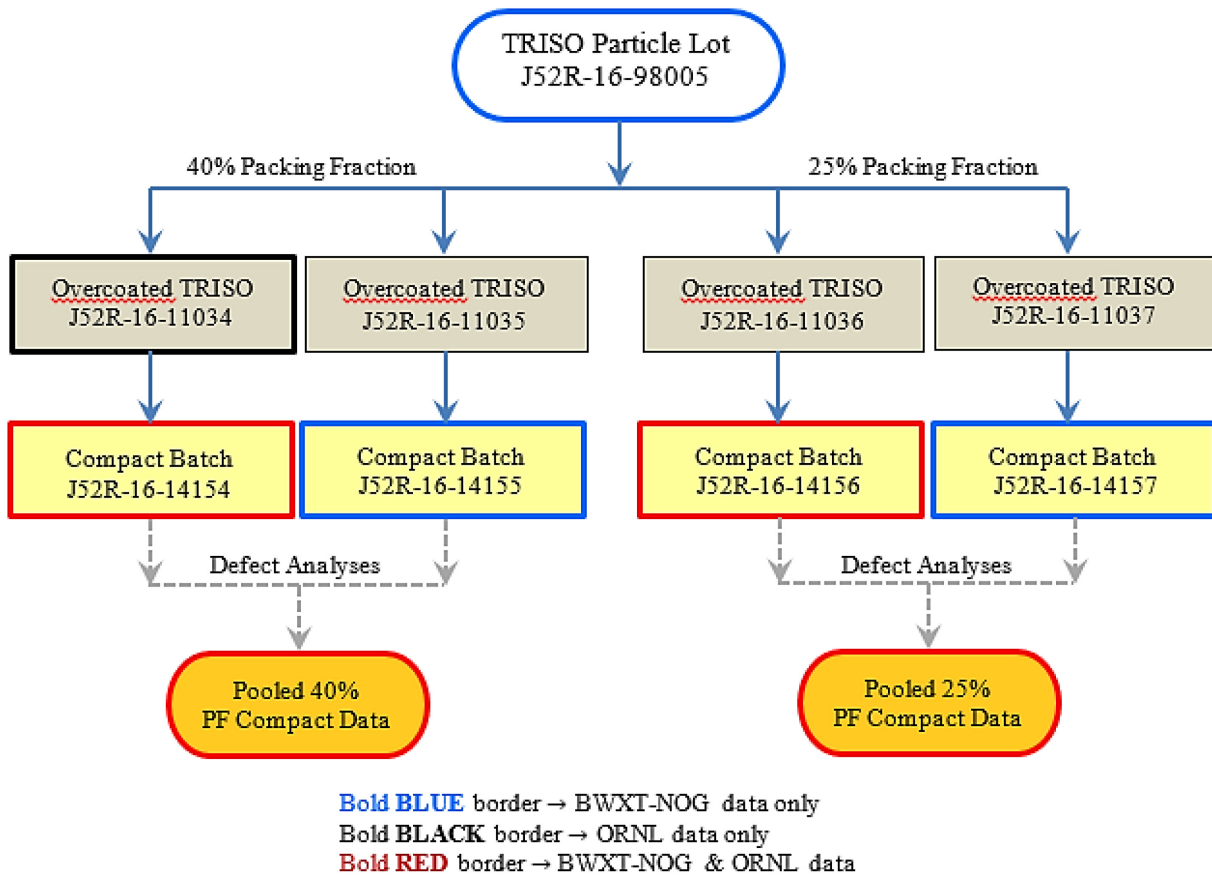 TRISO Particle Lot
J52R-16-98005
40% Packing Fraction
25% Packing Fraction
Overcoated TRISO
J52R-16-11034
Overcoated TRISO
J52R-16-11035
Overcoated TRISO
J52R-16-11036
Overcoated TRISO
J52R-16-11037
Compact Batch
J52R-16-14154
Compact Batch
J52R-16-14155
Compact Batch
J52R-16-14156
Compact Batch
J52R-16-14157
Defect Analyses
Defect Analyses
Pooled 40%
PF Compact Data
Pooled 25%
PF Compact Data
Bold BLUE border → BWXT-NOG data only
Bold BLACK border → ORNL data only
Bold RED border → BWXT-NOG & ORNL data